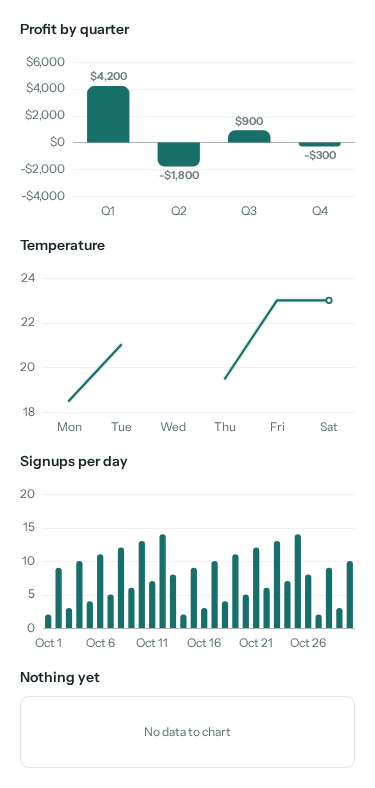 Profit by quarter
$6,000
$4,200
$4,000
$2,000
$900
$0
-$300
-$2,000
-$1,800
-$4,000
Q1 Q2 Q3 Q4
Temperature
24
22
20
18
Mon Tue Wed Thu Fri Sat
Signups per day
20
15
10
5
0
Oct 1 Oct 6 Oct 11 Oct 16 Oct 21 Oct 26
Nothing yet
No data to chart